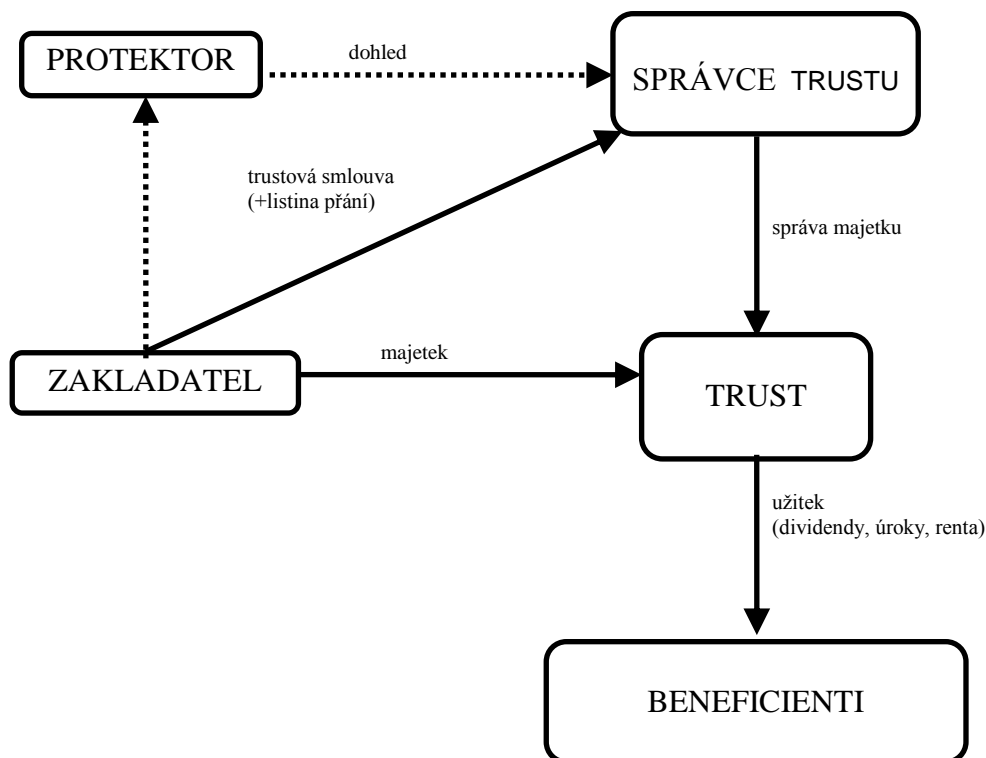 PROTEKTOR
dohled
SPRÁVCE TRUSTU
trustová smlouva
(+listina přání)
správa majetku
ZAKLADATEL
majetek
TRUST
užitek
(dividendy, úroky, renta)
BENEFICIENTI